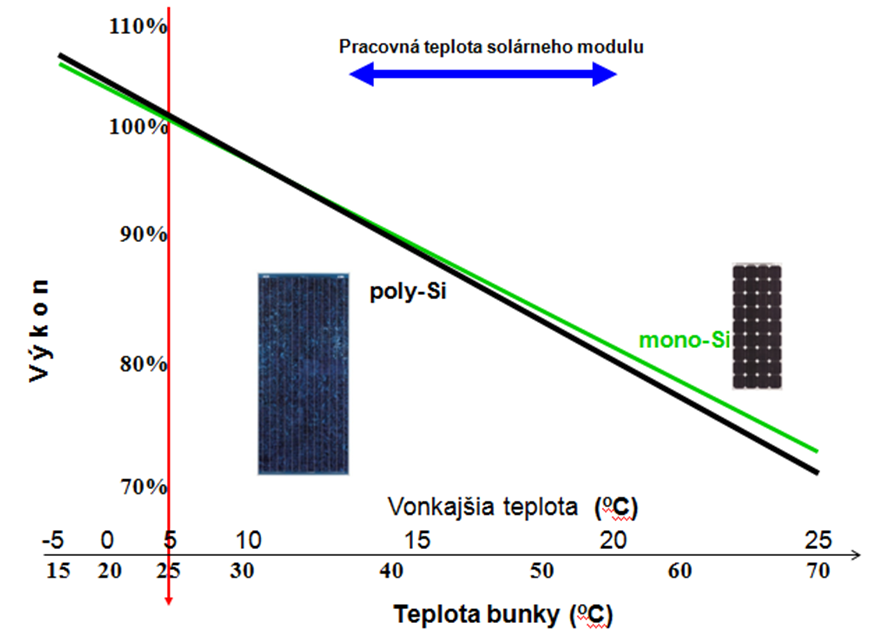 110%
Pracovná teplota solárneho modulu
100%
90%
poly-Si
Výkon
mono-Si
80%
70%
Vonkajšia teplota (ºC)
-5 0 5 10 15 20 25
15 20 25 30 40 50 60 70
Teplota bunky (ºC)